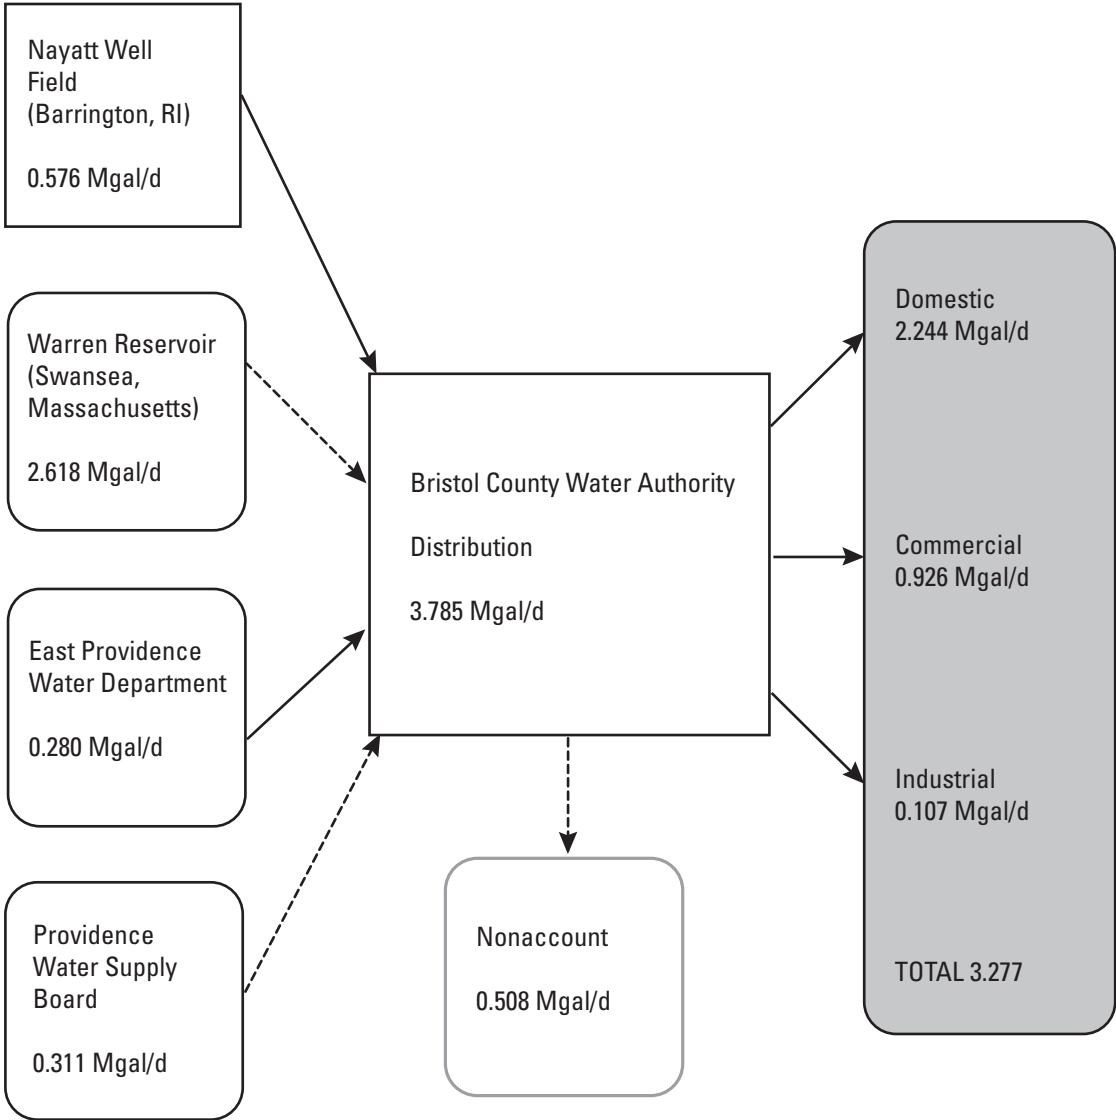 Nayatt Well
Field
(Barrington, RI)
0.576 Mgal/d
Warren Reservoir
(Swansea,
Massachusetts)
2.618 Mgal/d
East Providence
Water Department
0.280 Mgal/d
Providence
Water Supply
Board
0.311 Mgal/d
Bristol County Water Authority
Distribution
3.785 Mgal/d
Nonaccount
0.508 Mgal/d
Domestic
2.244 Mgal/d
Commercial
0.926 Mgal/d
Industrial
0.107 Mgal/d
TOTAL 3.277